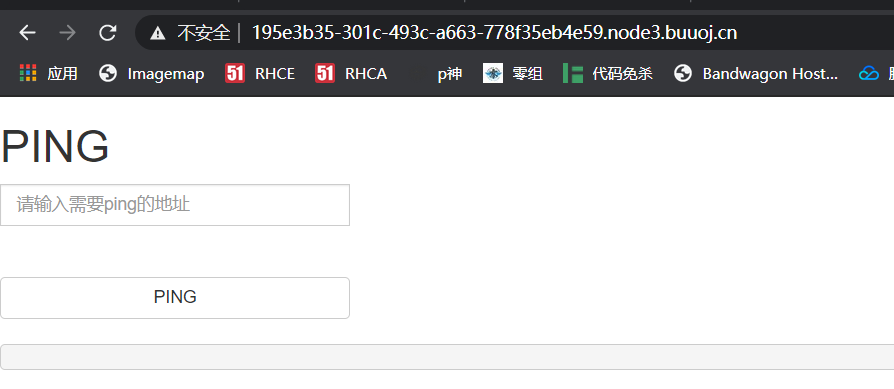 不安全 195e3b35-301c-493c-a663-778f35eb4e59.node3.buuoj.cn
应用 Imagemap 51 RHCE 51 RHCA p神 零组 代码免杀 Bandwagon Host...
PING
请输入需要ping的地址
PING